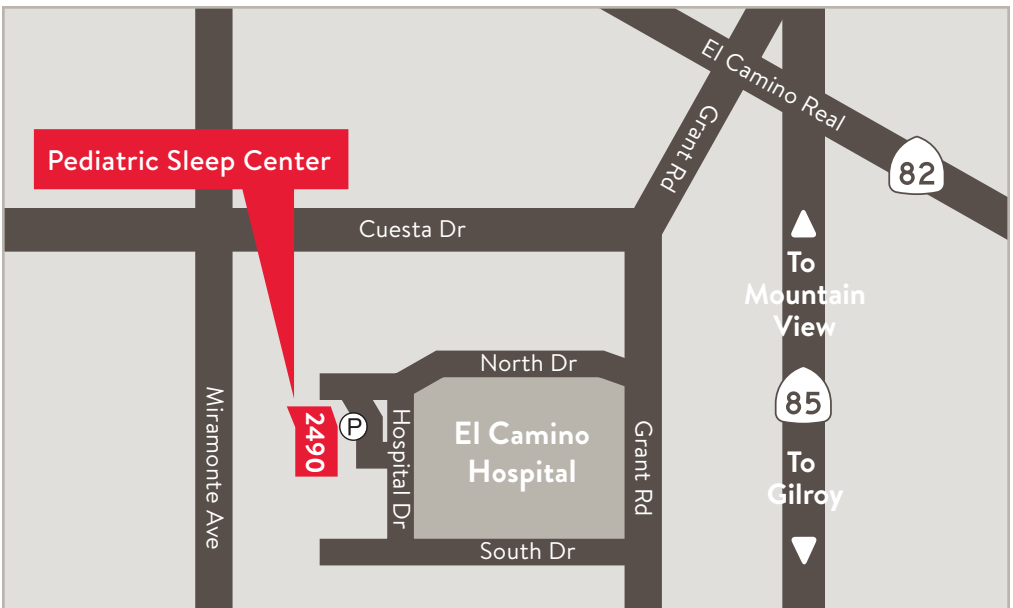 El Camino Real
82
Grant Rd
Pediatric Sleep Center
Cuesta Dr
To
Mountain
View
North Dr
85
Miramonte Ave
2490
P
Hospital Dr
El Camino
Hospital
Grant Rd
To
Gilroy
South Dr